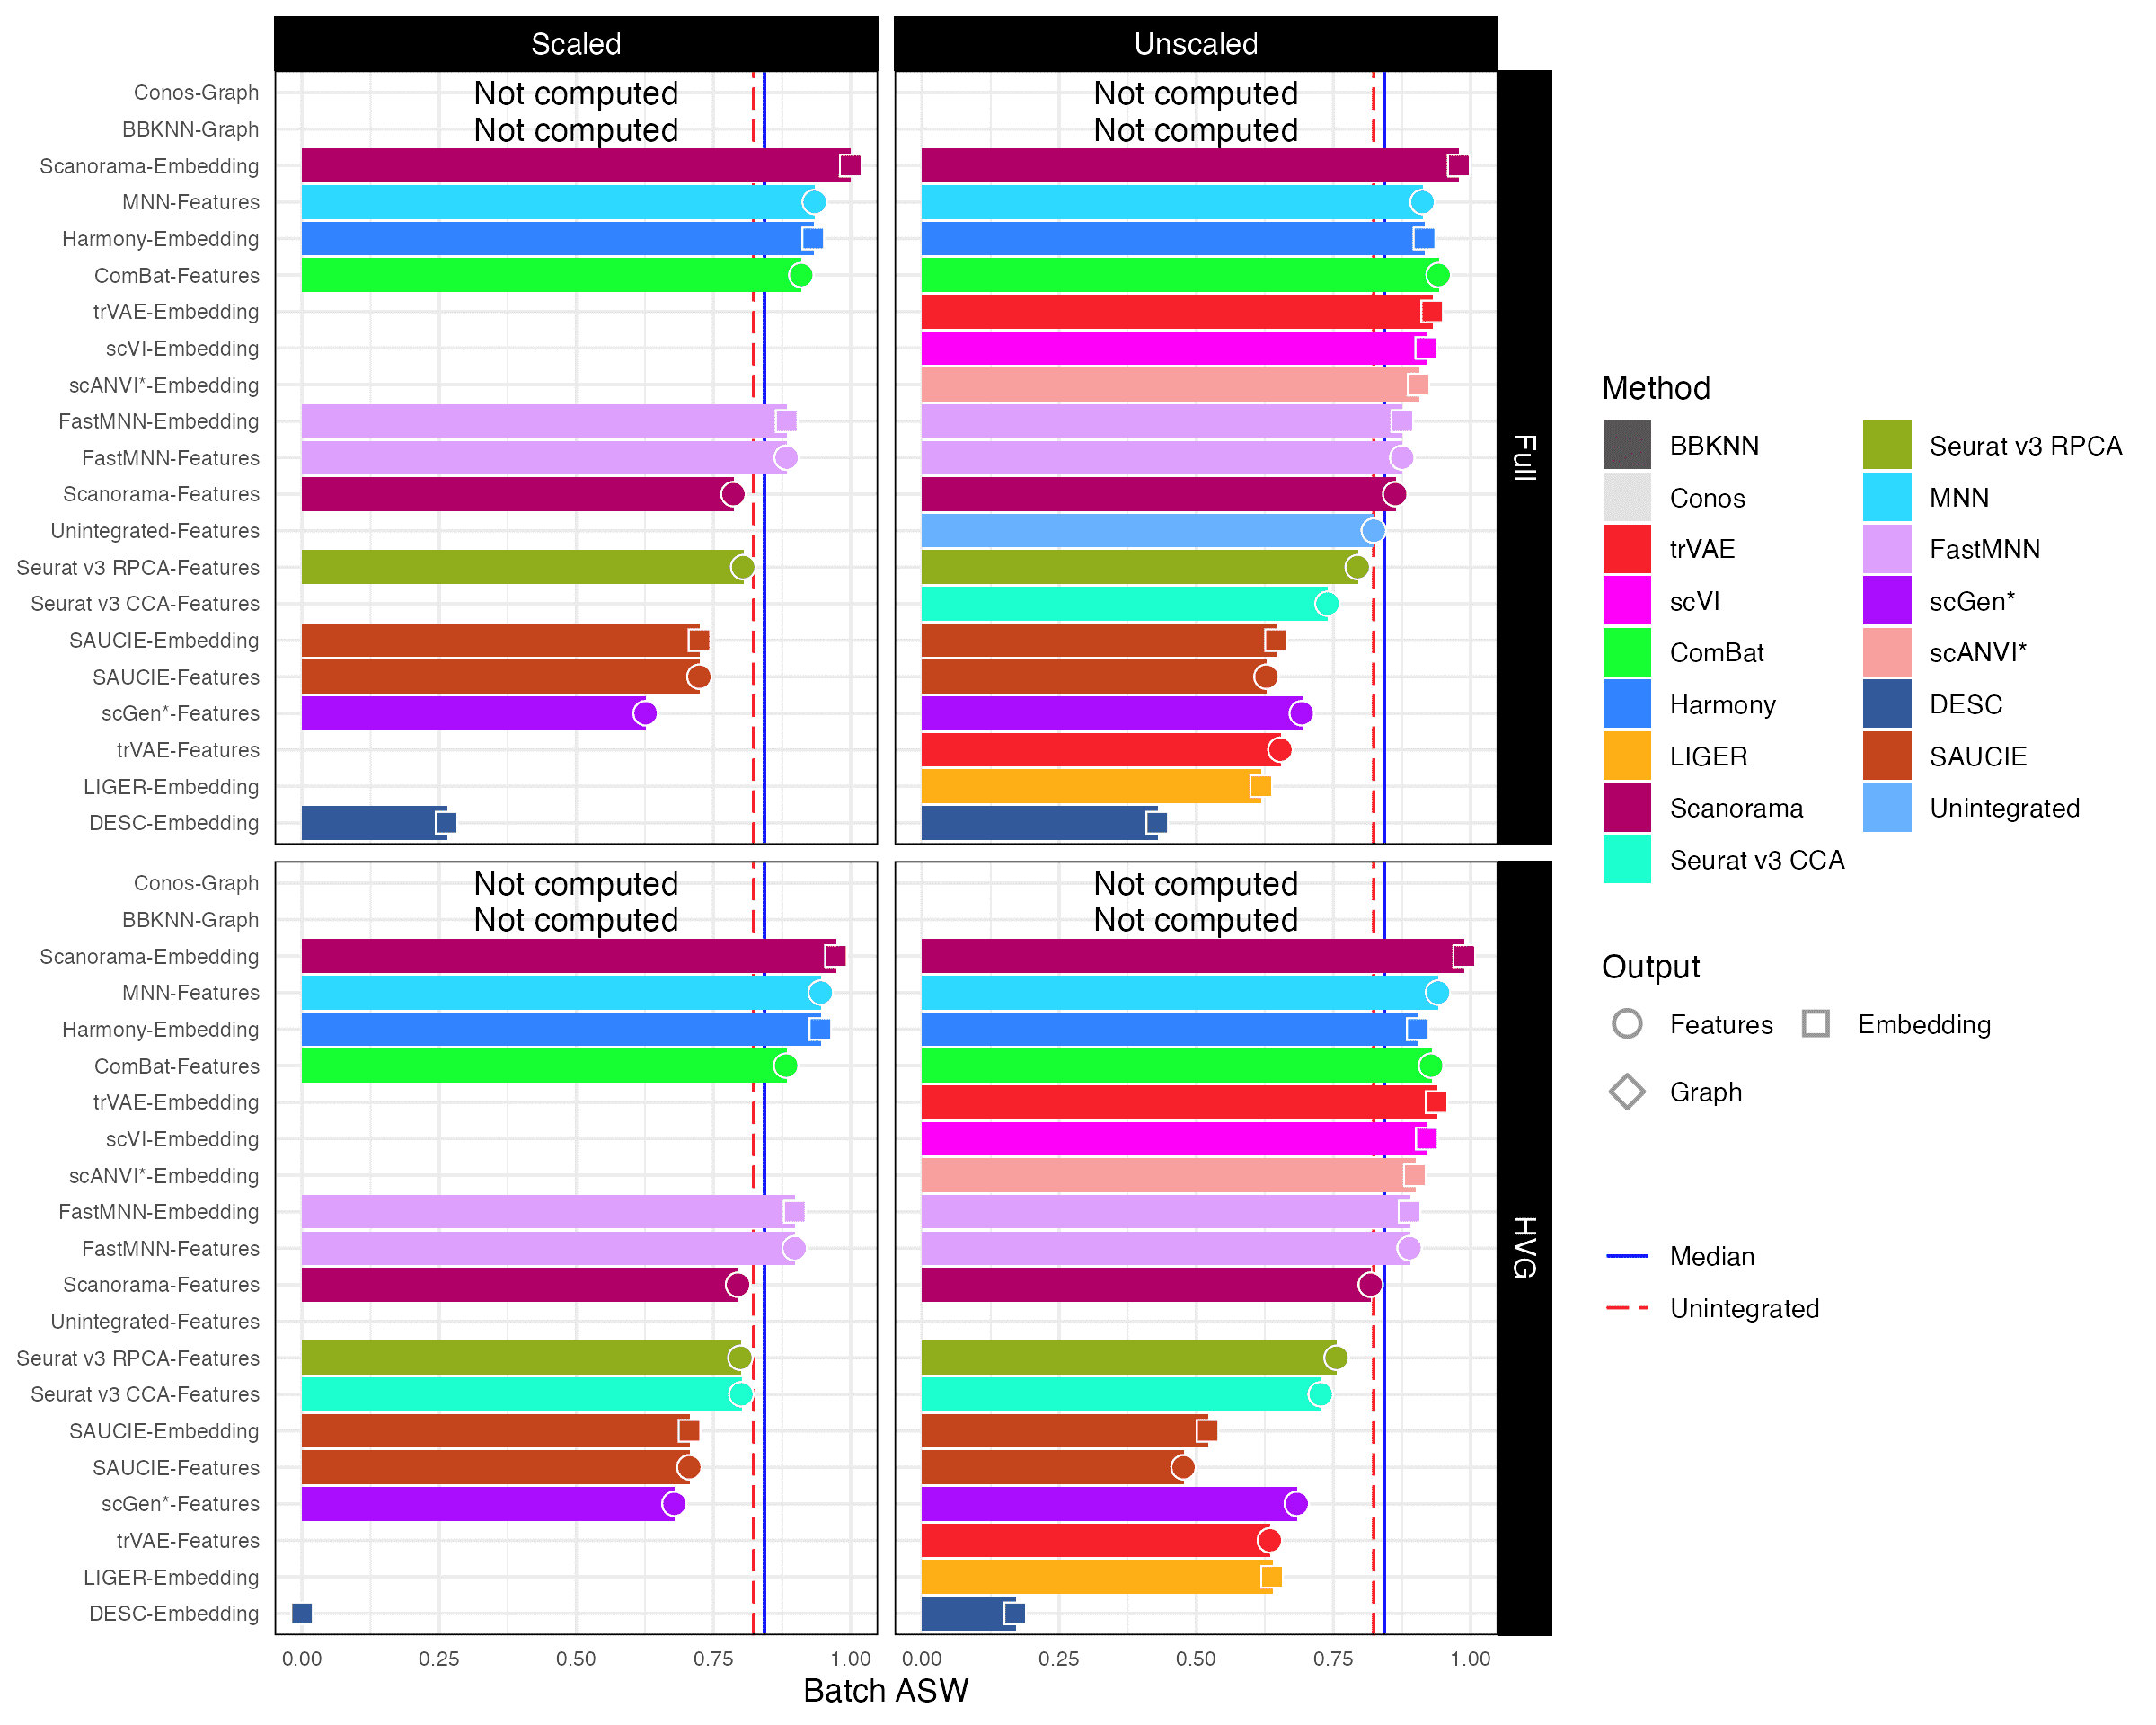 Scaled
Unscaled
Conos-Graph
BBKNN-Graph
Scanorama-Embedding
MNN-Features
Harmony-Embedding
ComBat-Features
trVAE-Embedding
scVI-Embedding
scANVI*-Embedding
FastMNN-Embedding
FastMNN-Features
Scanorama-Features
Unintegrated-Features
Seurat v3 RPCA-Features
Seurat v3 CCA-Features
SAUCIE-Embedding
SAUCIE-Features
scGen*-Features
trVAE-Features
LIGER-Embedding
DESC-Embedding
Not computed
Not computed
Not computed
Not computed
Full
Conos-Graph
BBKNN-Graph
Scanorama-Embedding
MNN-Features
Harmony-Embedding
ComBat-Features
trVAE-Embedding
scVI-Embedding
scANVI*-Embedding
FastMNN-Embedding
FastMNN-Features
Scanorama-Features
Unintegrated-Features
Seurat v3 RPCA-Features
Seurat v3 CCA-Features
SAUCIE-Embedding
SAUCIE-Features
scGen*-Features
trVAE-Features
LIGER-Embedding
DESC-Embedding
Not computed
Not computed
Not computed
Not computed
HVG
0.00 0.25 0.50 0.75 1.00
0.00 0.25 0.50 0.75 1.00
Batch ASW
Method
BBKNN
Conos
trVAE
scVI
ComBat
Harmony
LIGER
Scanorama
Seurat v3 CCA
Seurat v3 RPCA
MNN
FastMNN
scGen*
scANVI*
DESC
SAUCIE
Unintegrated
Output
Features
Embedding
Graph
Median
Unintegrated